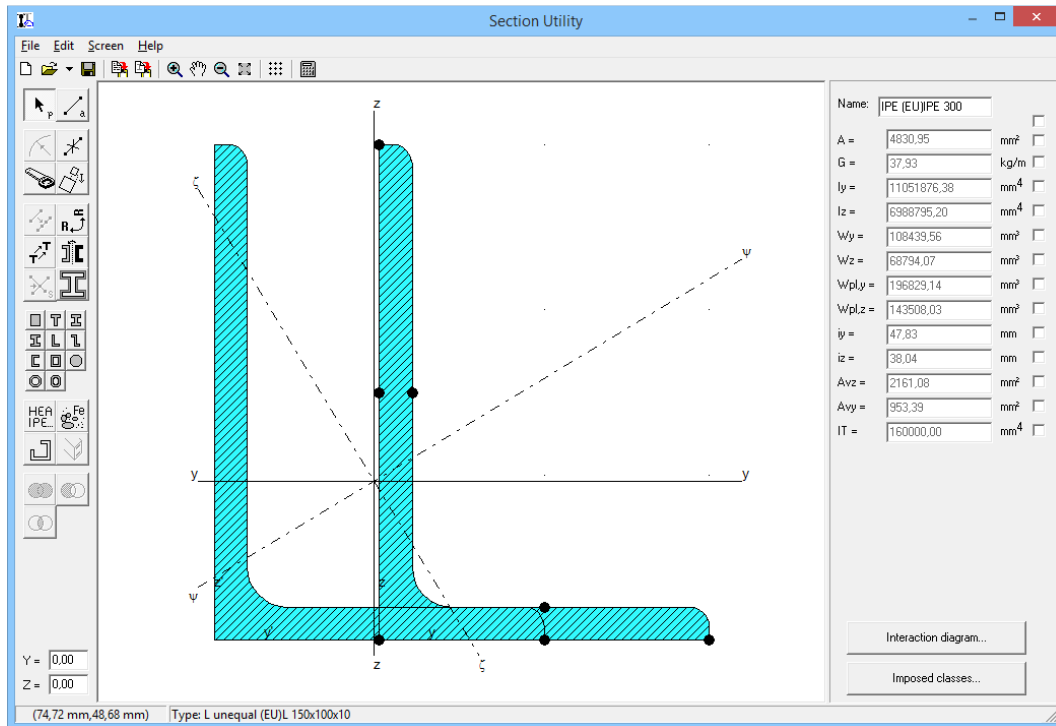 Section Utility
File Edit Screen Help
p
a
R R
T T
S
T
L
C
HEA
IPE...
Fe
Y = 0,00
Z = 0,00
z
ζ
ψ
y y
z z
ψ
y y
z
ζ
Name: IPE (EU)IPE 300
A = 4830,95 mm²
G = 37,93 kg/m
Iy = 11051876,38 mm4
Iz = 6988795,20 mm4
Wy = 108439,56 mm³
Wz = 68794,07 mm³
Wpl,y = 196829,14 mm³
Wpl,z = 143508,03 mm³
iy = 47,83 mm
iz = 38,04 mm
Avz = 2161,08 mm²
Avy = 953,39 mm²
IT = 160000,00 mm4
Interaction diagram...
Imposed classes...
(74,72 mm,48,68 mm) Type: L unequal (EU)L 150x100x10